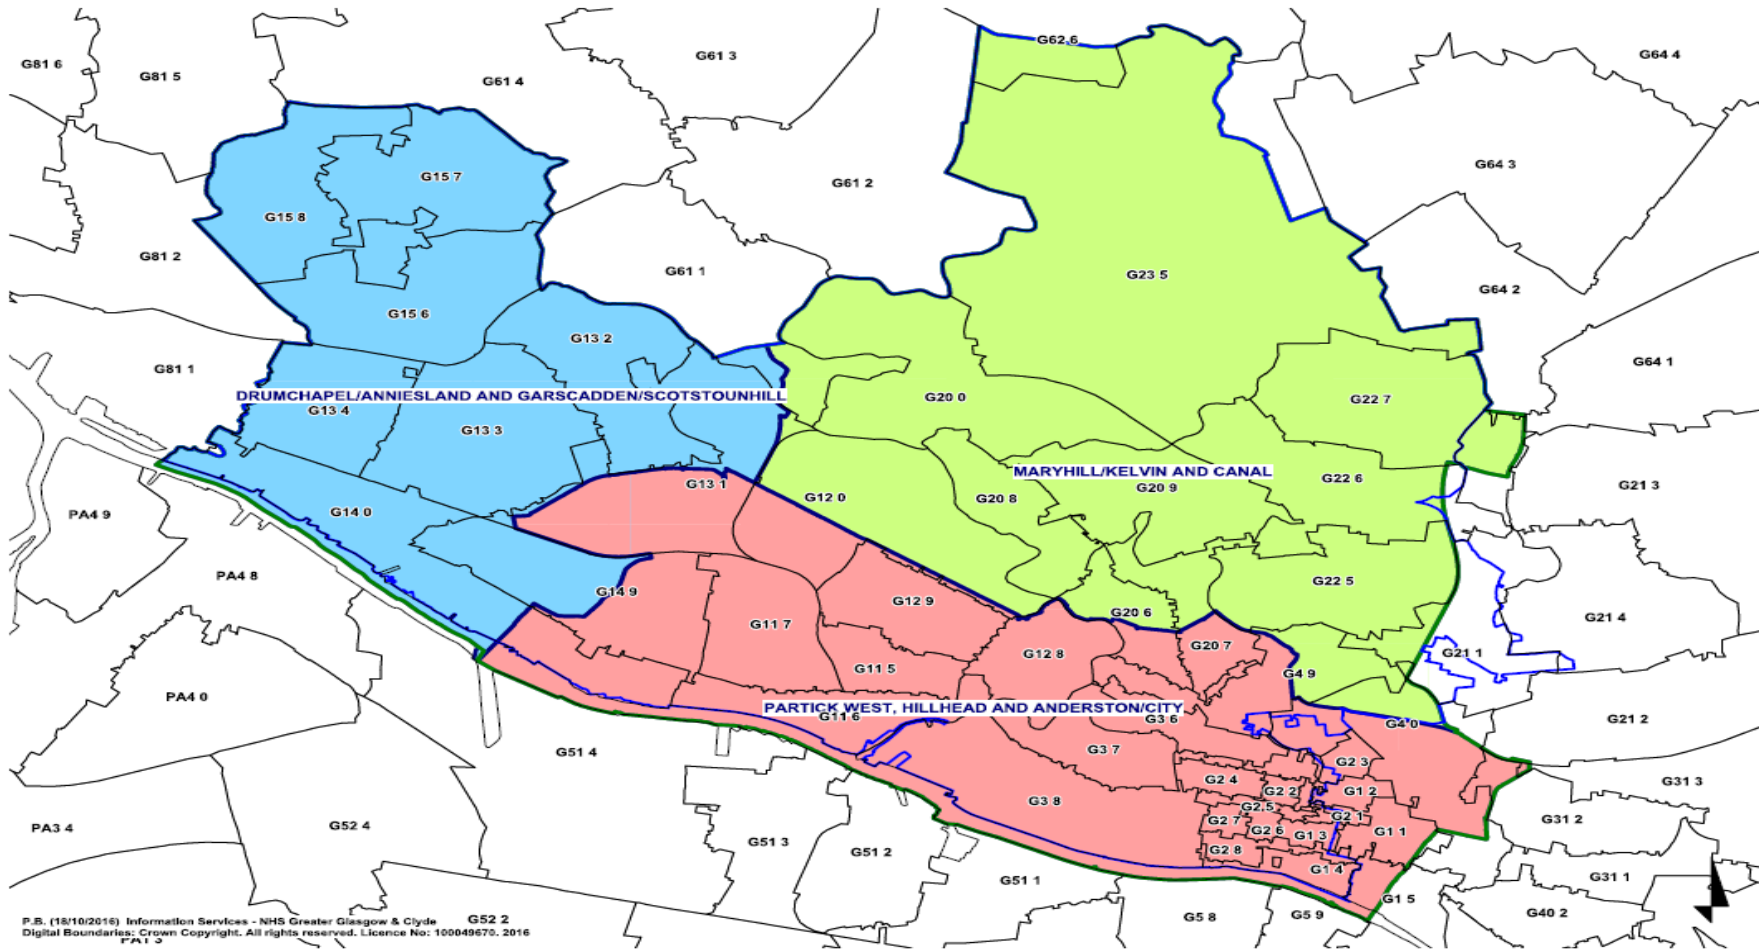 G62 6
G81 6
G81 5
G61 4
G61 3
G64 4
G64 3
G15 7
G61 2
G15 8
G81 2
G61 1
G23 5
G64 2
G15 6
G13 2
G81 1
G64 1
DRUMCHAPEL/ANNIESLAND AND GARSCADDEN/SCOTSTOUNHILL
G20 0
G22 7
G13 4
G13 3
MARYHILL/KELVIN AND CANAL
G13 1
G12 0
G20 8
G20 9
G22 6
G21 3
PA4 9
G14 0
PA4 8
G14 9
G12 9
G22 5
G20 6
G21 4
G11 7
G12 8
G20 7
G21 1
G11 5
G4 9
PA4 0
PARTICK WEST, HILLHEAD AND ANDERSTON/CITY
G11 6
G3 6
G4 0
G21 2
G51 4
G3 7
G2 3
G2 4
G2 2
G1 2
G31 3
G3 8
G2 5
G2 1
PA3 4
G52 4
G2 7
G2 6
G1 3
G1 1
G31 2
G51 3
G51 2
G2 8
G1 4
G51 1
G31 1
G1 5
G52 2
G5 8
G5 9
G40 2
P.B. (18/10/2016) Information Services - NHS Greater Glasgow & Clyde
Digital Boundaries: Crown Copyright. All rights reserved. Licence No: 100049670. 2016